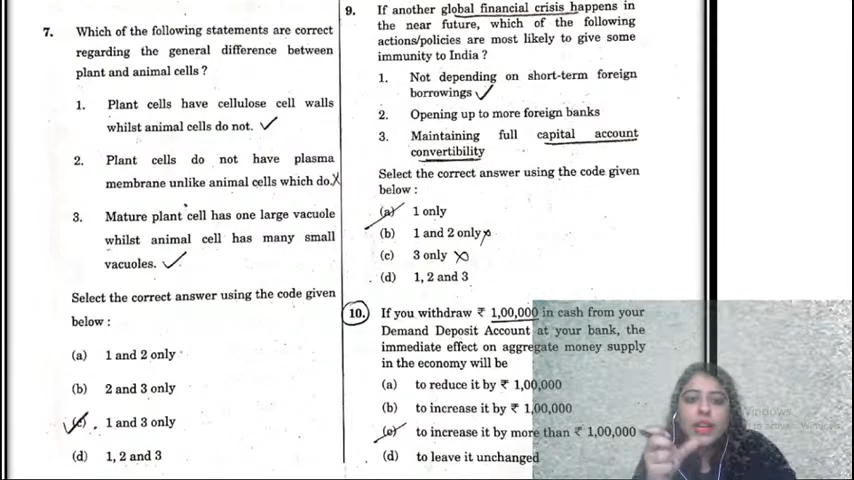 7. Which of the following statements are correct
regarding the general difference between
plant and animal cells ?
1. Plant cells have cellulose cell walls
whilst animal cells do not.
2. Plant cells do not have plasma
membrane unlike animal cells which do.
3. Mature plant cell has one large vacuole
whilst animal cell has many small
vacuoles.
Select the correct answer using the code given
below :
(a) 1 and 2 only
(b) 2 and 3 only
(c) 1 and 3 only
(d) 1, 2 and 3
9. If another global financial crisis happens in
the near future, which of the following
actions/policies are most likely to give some
immunity to India ?
1. Not depending on short-term foreign
borrowings
2. Opening up to more foreign banks
3. Maintaining full capital account
convertibility
Select the correct answer using the code given
below :
(a) 1 only
(b) 1 and 2 only
(c) 3 only
(d) 1, 2 and 3
10. If you withdraw ₹ 1,00,000 in cash from your
Demand Deposit Account at your bank, the
immediate effect on aggregate money supply
in the economy will be
(a) to reduce it by ₹ 1,00,000
(b) to increase it by ₹ 1,00,000
(c) to increase it by more than ₹ 1,00,000
(d) to leave it unchanged
Windows